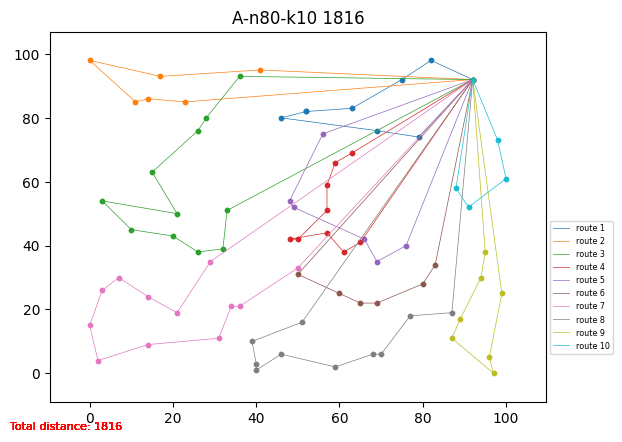 A-n80-k10 1816
100
80
60
40
20
0
0 20 40 60 80 100
route 1
route 2
route 3
route 4
route 5
route 6
route 7
route 8
route 9
route 10
Total distance: 1816